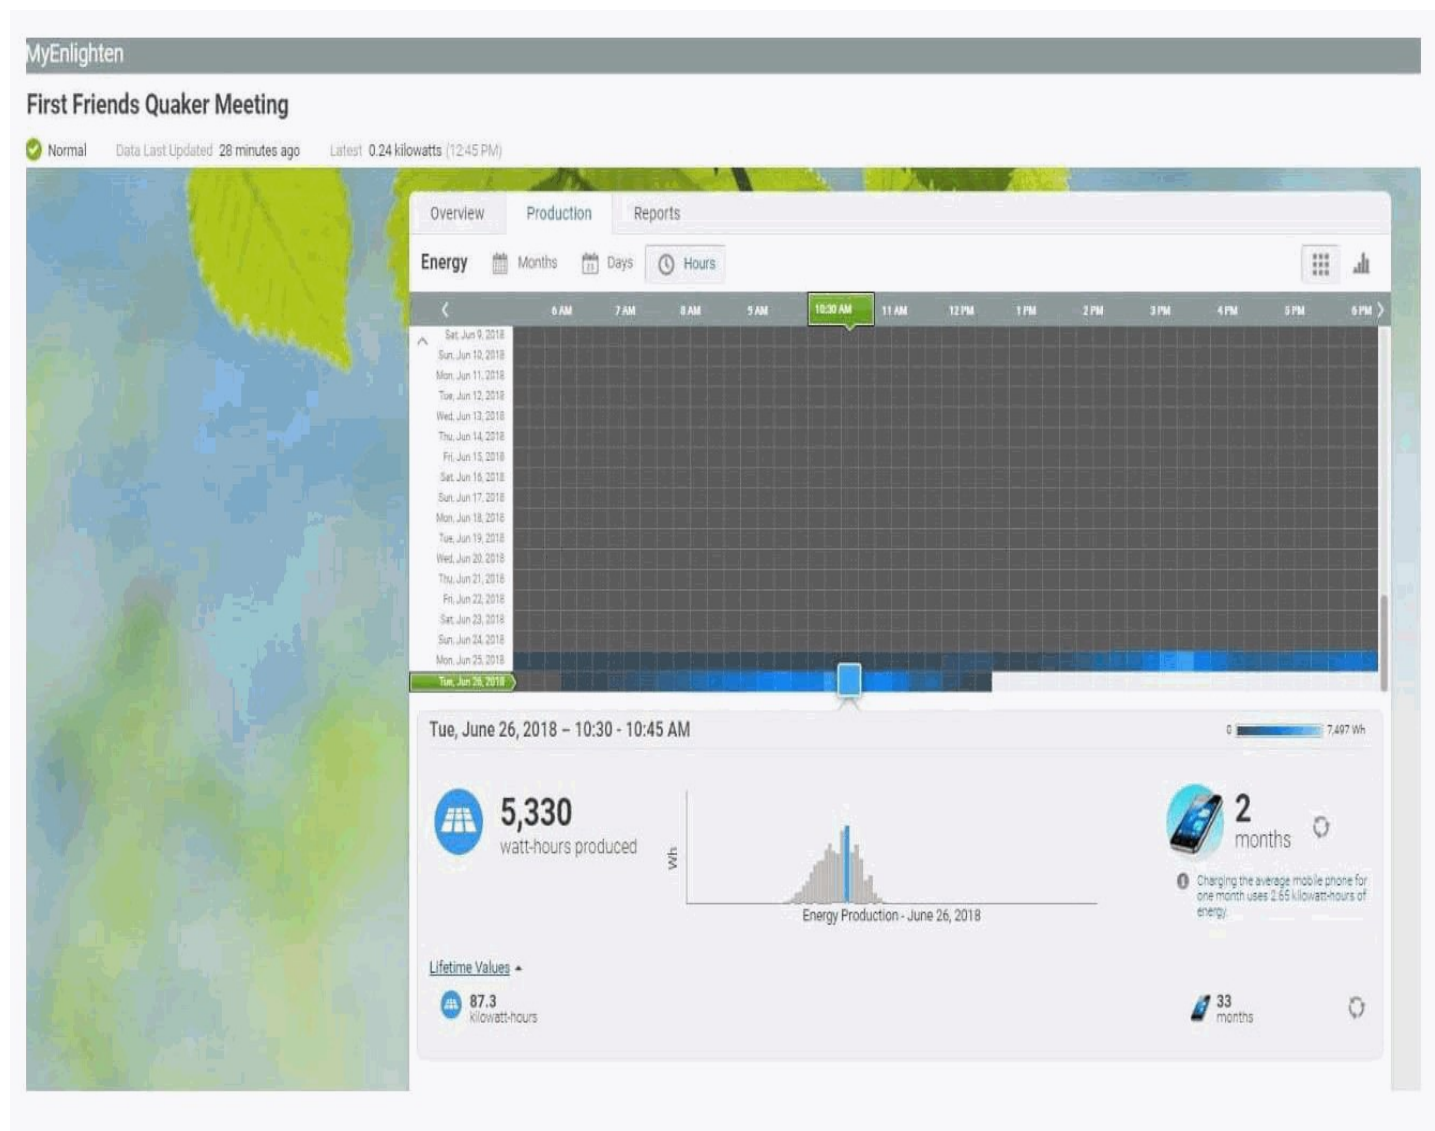 MyEnlighten
First Friends Quaker Meeting
Normal Data Last Updated 28 minutes ago Latest 0.24 kilowatts (12:45 PM)
Overview Production Reports
Energy Months Days Hours
6 AM 7 AM 8 AM 9 AM 10:30 AM 11 AM 12 PM 1 PM 2 PM 3 PM 4 PM 5 PM 6 PM
Sat, Jun 9, 2018
Sun, Jun 10, 2018
Mon, Jun 11, 2018
Tue, Jun 12, 2018
Wed, Jun 13, 2018
Thu, Jun 14, 2018
Fri, Jun 15, 2018
Sat, Jun 16, 2018
Sun, Jun 17, 2018
Mon, Jun 18, 2018
Tue, Jun 19, 2018
Wed, Jun 20, 2018
Thu, Jun 21, 2018
Fri, Jun 22, 2018
Sat, Jun 23, 2018
Sun, Jun 24, 2018
Mon, Jun 25, 2018
Tue, Jun 26, 2018
Tue, June 26, 2018 – 10:30 - 10:45 AM
0 7,497 Wh
5,330
watt-hours produced
Wh
Energy Production - June 26, 2018
2
months
Charging the average mobile phone for
one month uses 2.65 kilowatt-hours of
energy.
Lifetime Values
87.3
kilowatt-hours
33
months